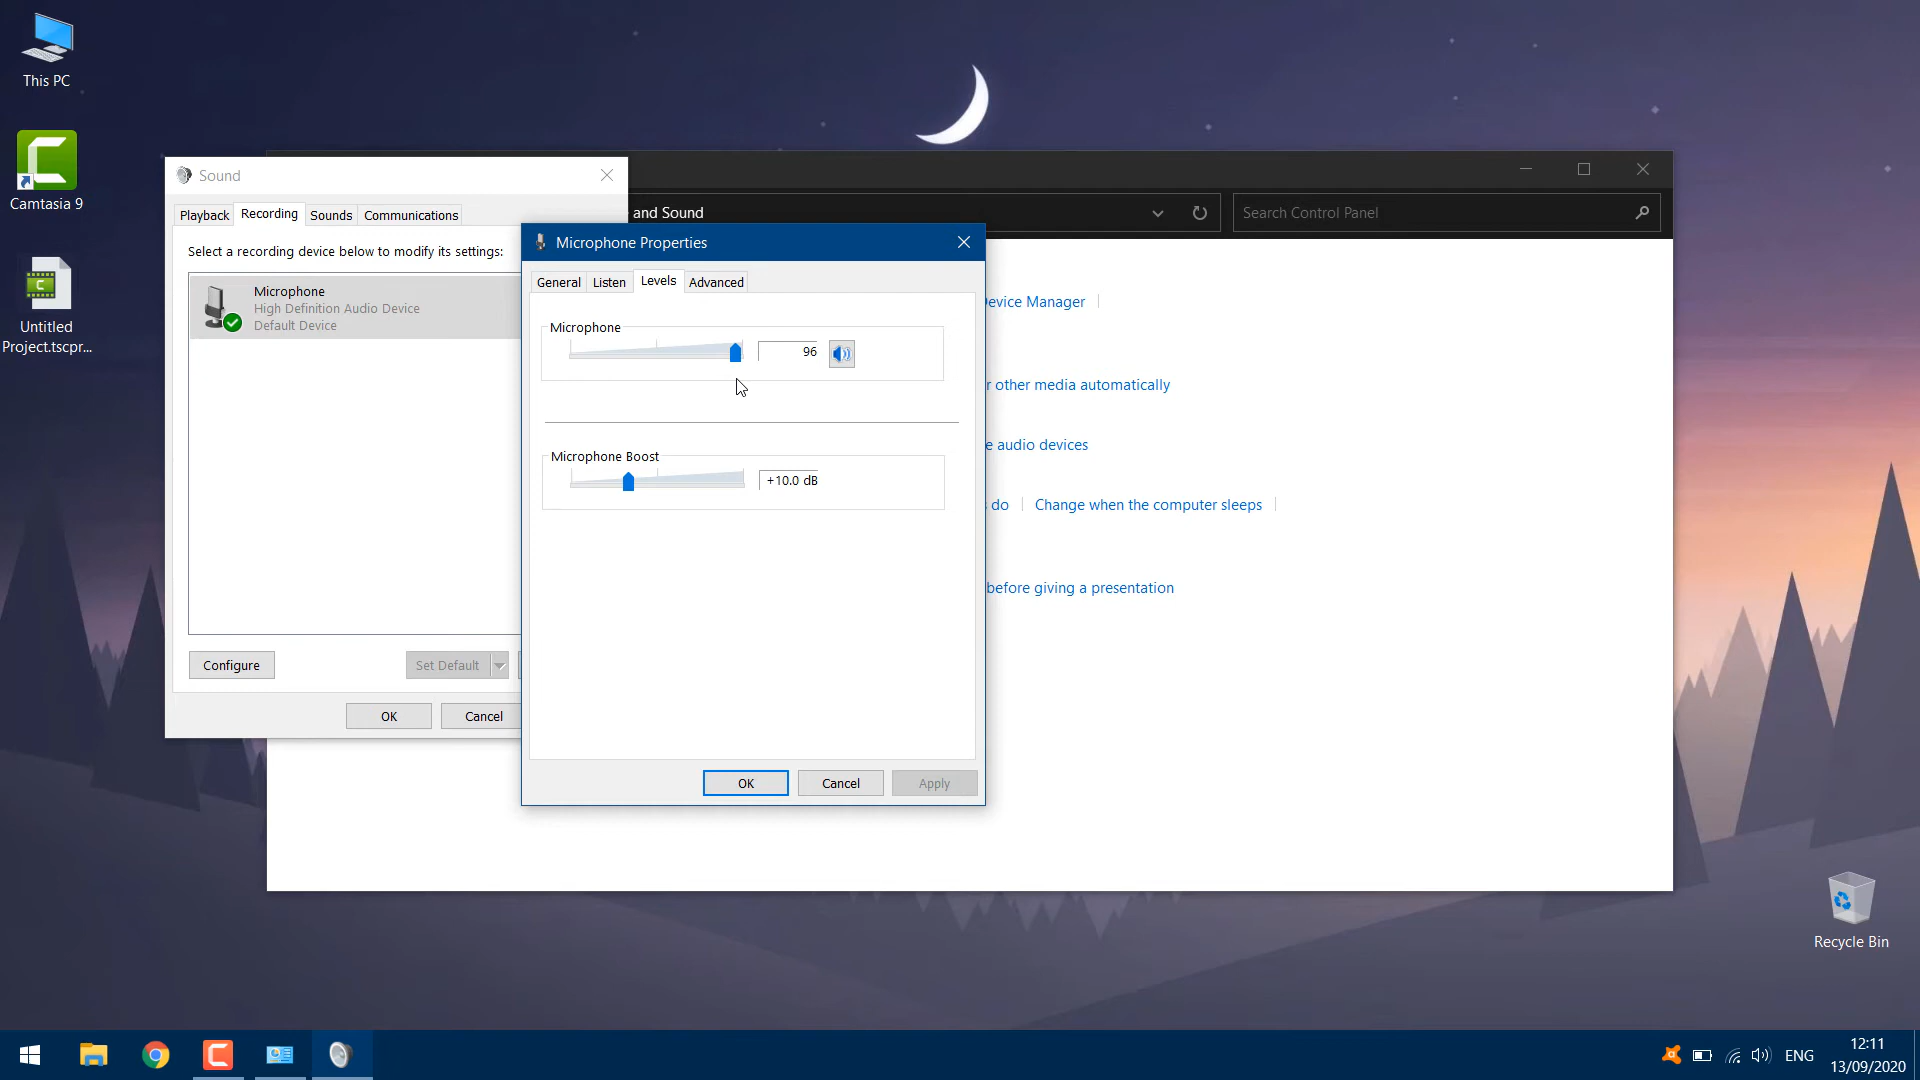 This PC
Camtasia 9
Untitled
Project.tscpr...
Sound
Playback
Recording
Sounds
Communications
Select a recording device below to modify its settings:
Microphone
High Definition Audio Device
Default Device
Configure
Set Default
OK
Cancel
and Sound
Search Control Panel
Microphone Properties
General
Listen
Levels
Advanced
Microphone
96
Microphone Boost
+10.0 dB
OK
Cancel
Apply
Device Manager
r other media automatically
e audio devices
s do
Change when the computer sleeps
before giving a presentation
Recycle Bin
ENG
12:11
13/09/2020